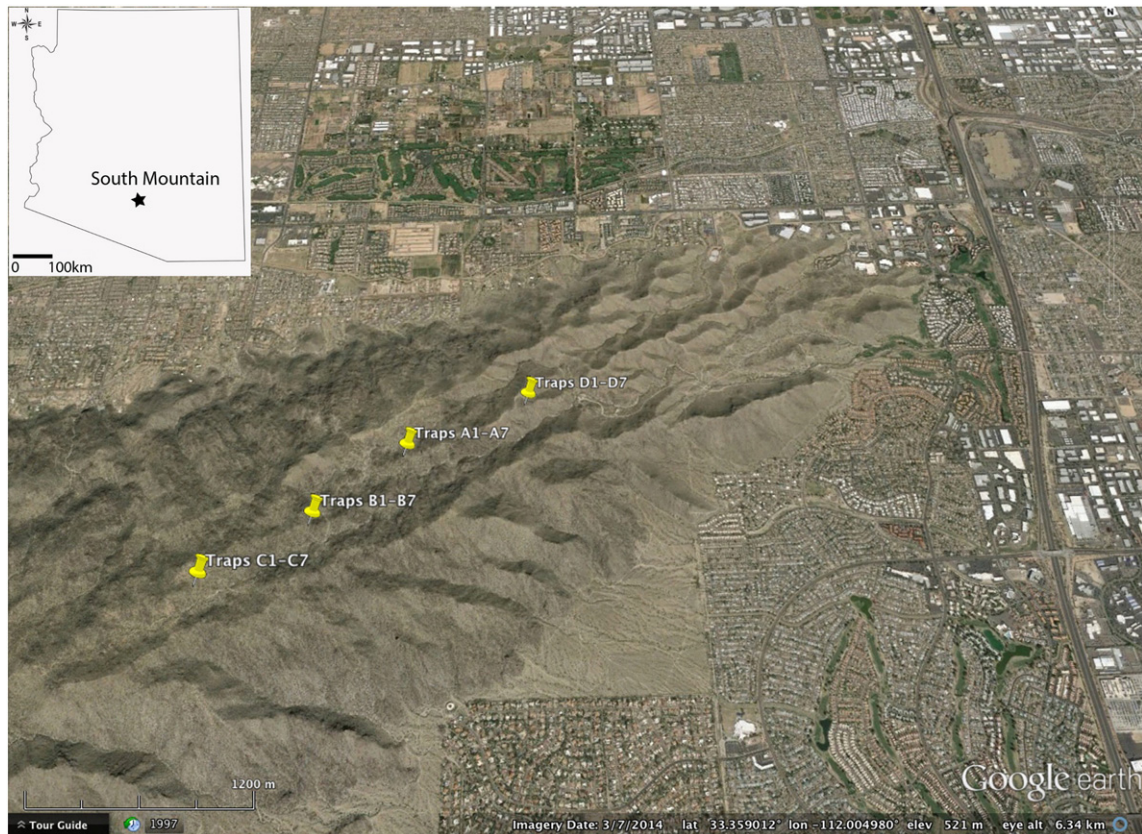 N
W E
S
South Mountain
0 100km
N
Traps D1-D7
Traps A1-A7
Traps B1-B7
Traps C1-C7
1200 m
Google earth
Tour Guide 1997 Imagery Date: 3/7/2014 lat 33.359012° lon -112.004980° elev 521 m eye alt 6.34 km